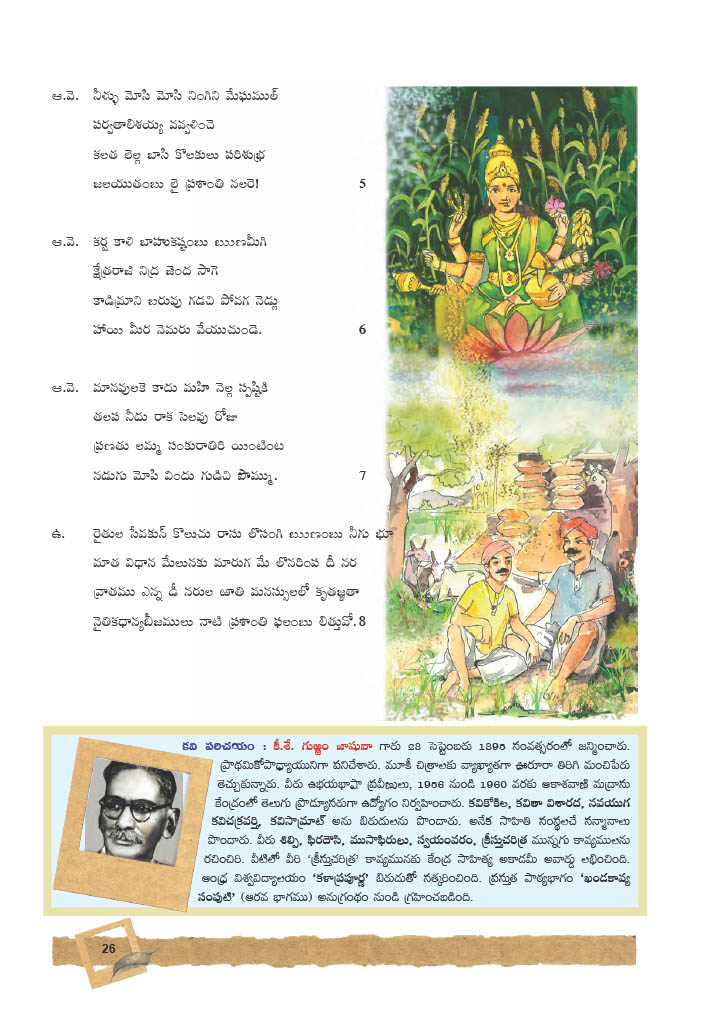 ఆ.వె. నీళ్ళు మోసి మోసి నింగిని మేఘముల్
పర్వతాలిశయ్య పవ్వళించె
కలత లెల్ల బాసి కొలకులు పరిశుభ్ర
జలయుతంబు లై ప్రశాంతి నలరె! 5
ఆ.వె. కర్ష కాళి బాహుకష్టంబు ఋణమీగి
క్షేత్రరాజి నిద్ర జెంద సాగె
కాడిమ్రాని బరువు గడచి పోవగ నెడ్లు
హాయి మీర నెమరు వేయుచుండె. 6
ఆ.వె. మానవులకె కాదు మహి నెల్ల సృష్టికి
తలప నీదు రాక సెలవు రోజు
ప్రణతు లమ్మ సంకురాతిరి యింటింట
నడుగు మోపి విందు గుడిచి పొమ్ము. 7
ఉ. రైతుల సేవకున్ కొలుచు రాసు లొసంగి ఋణంబు నీగు భూ
మాత విధాన మేలునకు మారుగ మే లొనరింప దీ నర
వ్రాతము ఎన్న డీ నరుల జాతి మనస్సులలో కృతజ్ఞతా
నైతికధాన్యబీజములు నాటి ప్రశాంతి ఫలంబు లిత్తువో. 8
కవి పరిచయం : కీ.శే. గుఱ్ఱం జాషువా గారు 28 సెప్టెంబరు 1895 సంవత్సరంలో జన్మించారు.
ప్రాథమికోపాధ్యాయునిగా పనిచేశారు. మూకీ చిత్రాలకు వ్యాఖ్యాతగా ఊరూరా తిరిగి మంచిపేరు
తెచ్చుకున్నారు. వీరు ఉభయభాషా ప్రవీణులు, 1956 నుండి 1960 వరకు ఆకాశవాణి మద్రాసు
కేంద్రంలో తెలుగు ప్రొడ్యూసరుగా ఉద్యోగం నిర్వహించారు. కవికోకిల, కవితా విశారద, నవయుగ
కవిచక్రవర్తి, కవిసామ్రాట్ అను బిరుదులను పొందారు. అనేక సాహితి సంస్థలచే సన్మానాలు
పొందారు. వీరు శిల్పి, ఫిరదౌసి, ముసాఫిరులు, స్వయంవరం, క్రీస్తుచరిత్ర మున్నగు కావ్యములను
రచించిరి. వీటిలో వీరి ‘క్రీస్తుచరిత్ర’ కావ్యమునకు కేంద్ర సాహిత్య అకాడమీ అవార్డు లభించింది.
ఆంధ్ర విశ్వవిద్యాలయం ‘కళాప్రపూర్ణ’ బిరుదుతో సత్కరించింది. ప్రస్తుత పాఠ్యభాగం ‘ఖండకావ్య
సంపుటి’ (ఆరవ భాగము) అనుగ్రంథం నుండి గ్రహించబడింది.
26